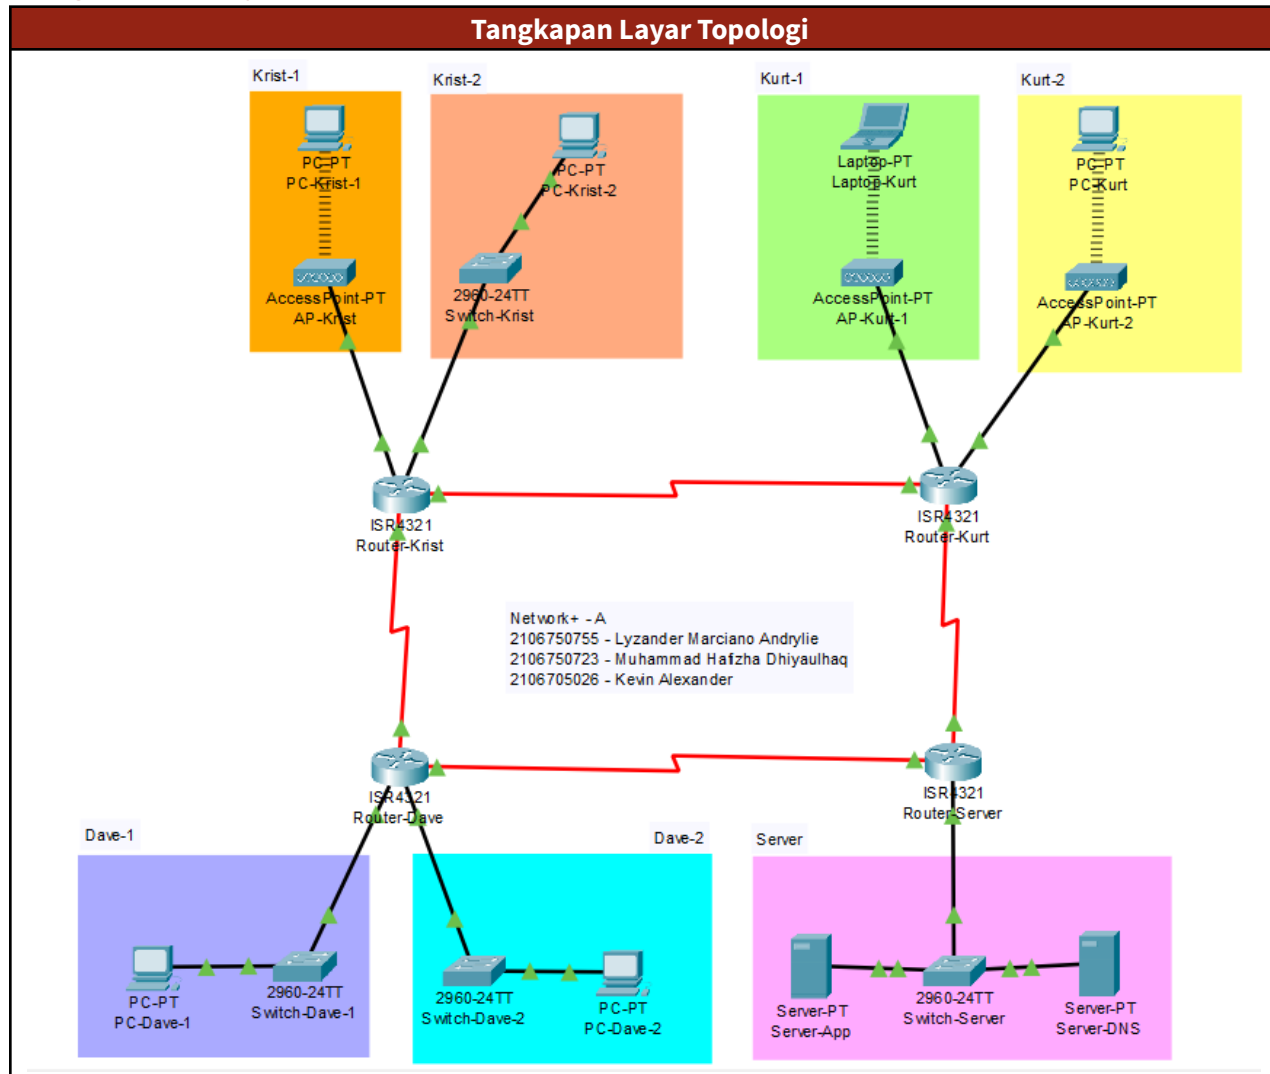 Tangkapan Layar Topologi
Krist-1
Krist-2
Kurt-1
Kurt-2
PC-PT
PC-Krist-1
PC-PT
PC-Krist-2
Laptop-PT
Laptop-Kurt
PC-PT
PC-Kurt
AccessPoint-PT
AP-Krist
2960-24TT
Switch-Krist
AccessPoint-PT
AP-Kurt-1
AccessPoint-PT
AP-Kurt-2
ISR4321
Router-Krist
ISR4321
Router-Kurt
Network+ - A
2106750755 - Lyzander Marciano Andrylie
2106750723 - Muhammad Hafizha Dhiyaulhaq
2106705026 - Kevin Alexander
ISR4321
Router-Dave
ISR4321
Router-Server
Dave-1
Dave-2
Server
PC-PT
PC-Dave-1
2960-24TT
Switch-Dave-1
2960-24TT
Switch-Dave-2
PC-PT
PC-Dave-2
Server-PT
Server-App
2960-24TT
Switch-Server
Server-PT
Server-DNS